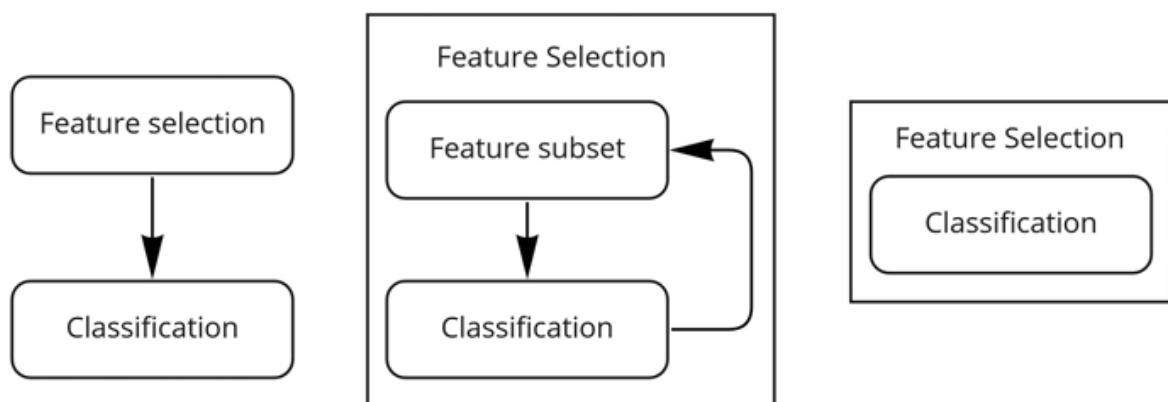 Feature selection
Classification
Feature Selection
Feature subset
Classification
Feature Selection
Classification